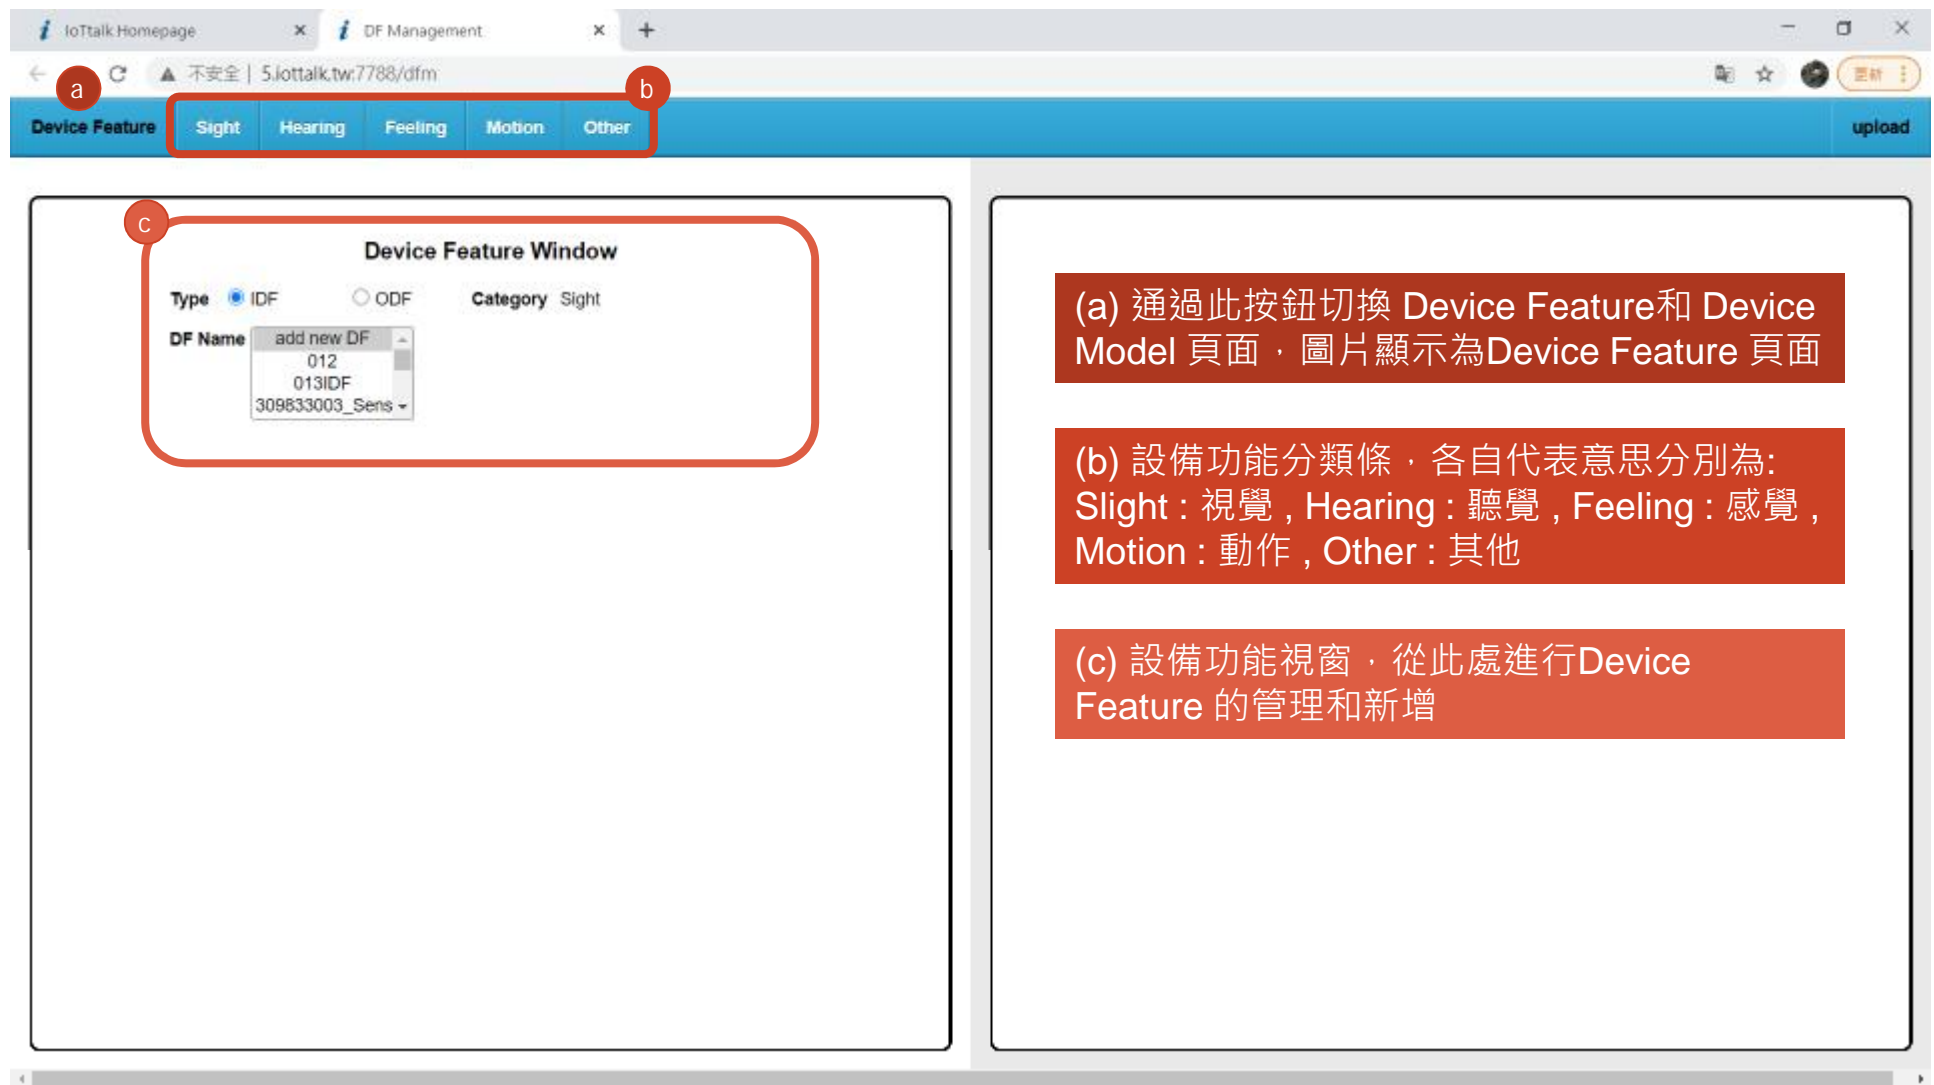 IoTtalk Homepage
DF Management
不安全 | 5.iottalk.tw:7788/dfm
更新
a
b
Device Feature Sight Hearing Feeling Motion Other upload
c
Device Feature Window
Type IDF ODF Category Sight
DF Name add new DF
012
013IDF
309833003_Sens
(a) 通過此按鈕切換 Device Feature和 Device
Model 頁面，圖片顯示為Device Feature 頁面
(b) 設備功能分類條，各自代表意思分別為:
Slight : 視覺 , Hearing : 聽覺 , Feeling : 感覺 ,
Motion : 動作 , Other : 其他
(c) 設備功能視窗，從此處進行Device
Feature 的管理和新增